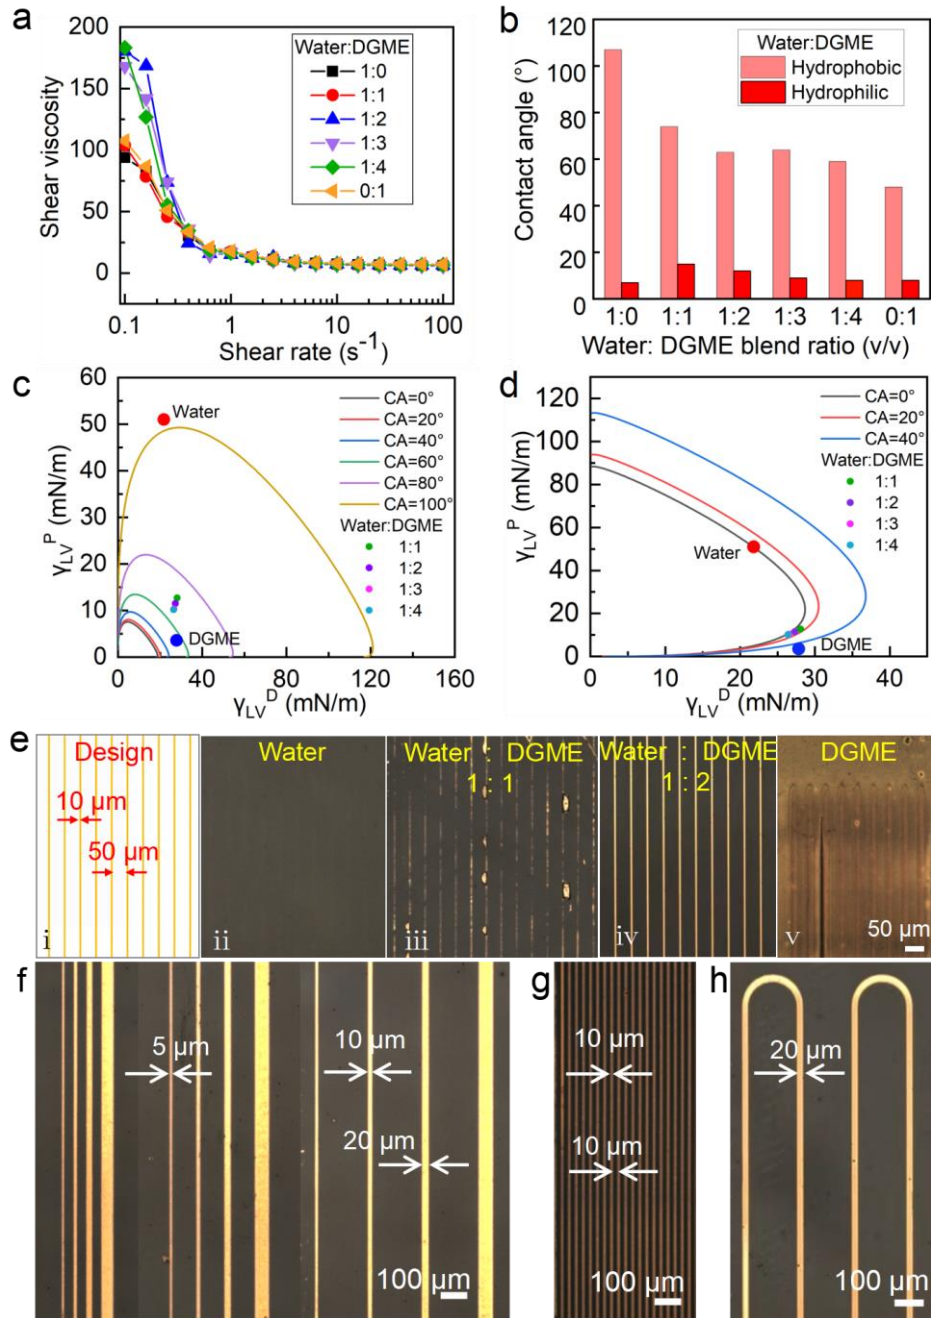 a
200
150
100
50
0
Shear viscosity
Water:DGME
1:0
1:1
1:2
1:3
1:4
0:1
0.1
1
10
100
Shear rate (s⁻¹)
b
100
80
60
40
20
0
Contact angle (°)
Water:DGME
Hydrophobic
Hydrophilic
1:0
1:1
1:2
1:3
1:4
0:1
Water: DGME blend ratio (v/v)
c
60
50
40
30
20
10
0
γLV^P (mN/m)
Water
DGME
CA=0°
CA=20°
CA=40°
CA=60°
CA=80°
CA=100°
Water:DGME
1:1
1:2
1:3
1:4
0
40
80
120
160
γLV^D (mN/m)
d
120
100
80
60
40
20
0
γLV^P (mN/m)
Water
DGME
CA=0°
CA=20°
CA=40°
Water:DGME
1:1
1:2
1:3
1:4
0
10
20
30
40
γLV^D (mN/m)
e
Design
10 µm
50 µm
i
Water
ii
Water : DGME
1 : 1
iii
Water : DGME
1 : 2
iv
DGME
v
50 µm
f
5 µm
10 µm
20 µm
100 µm
g
10 µm
10 µm
100 µm
h
20 µm
100 µm